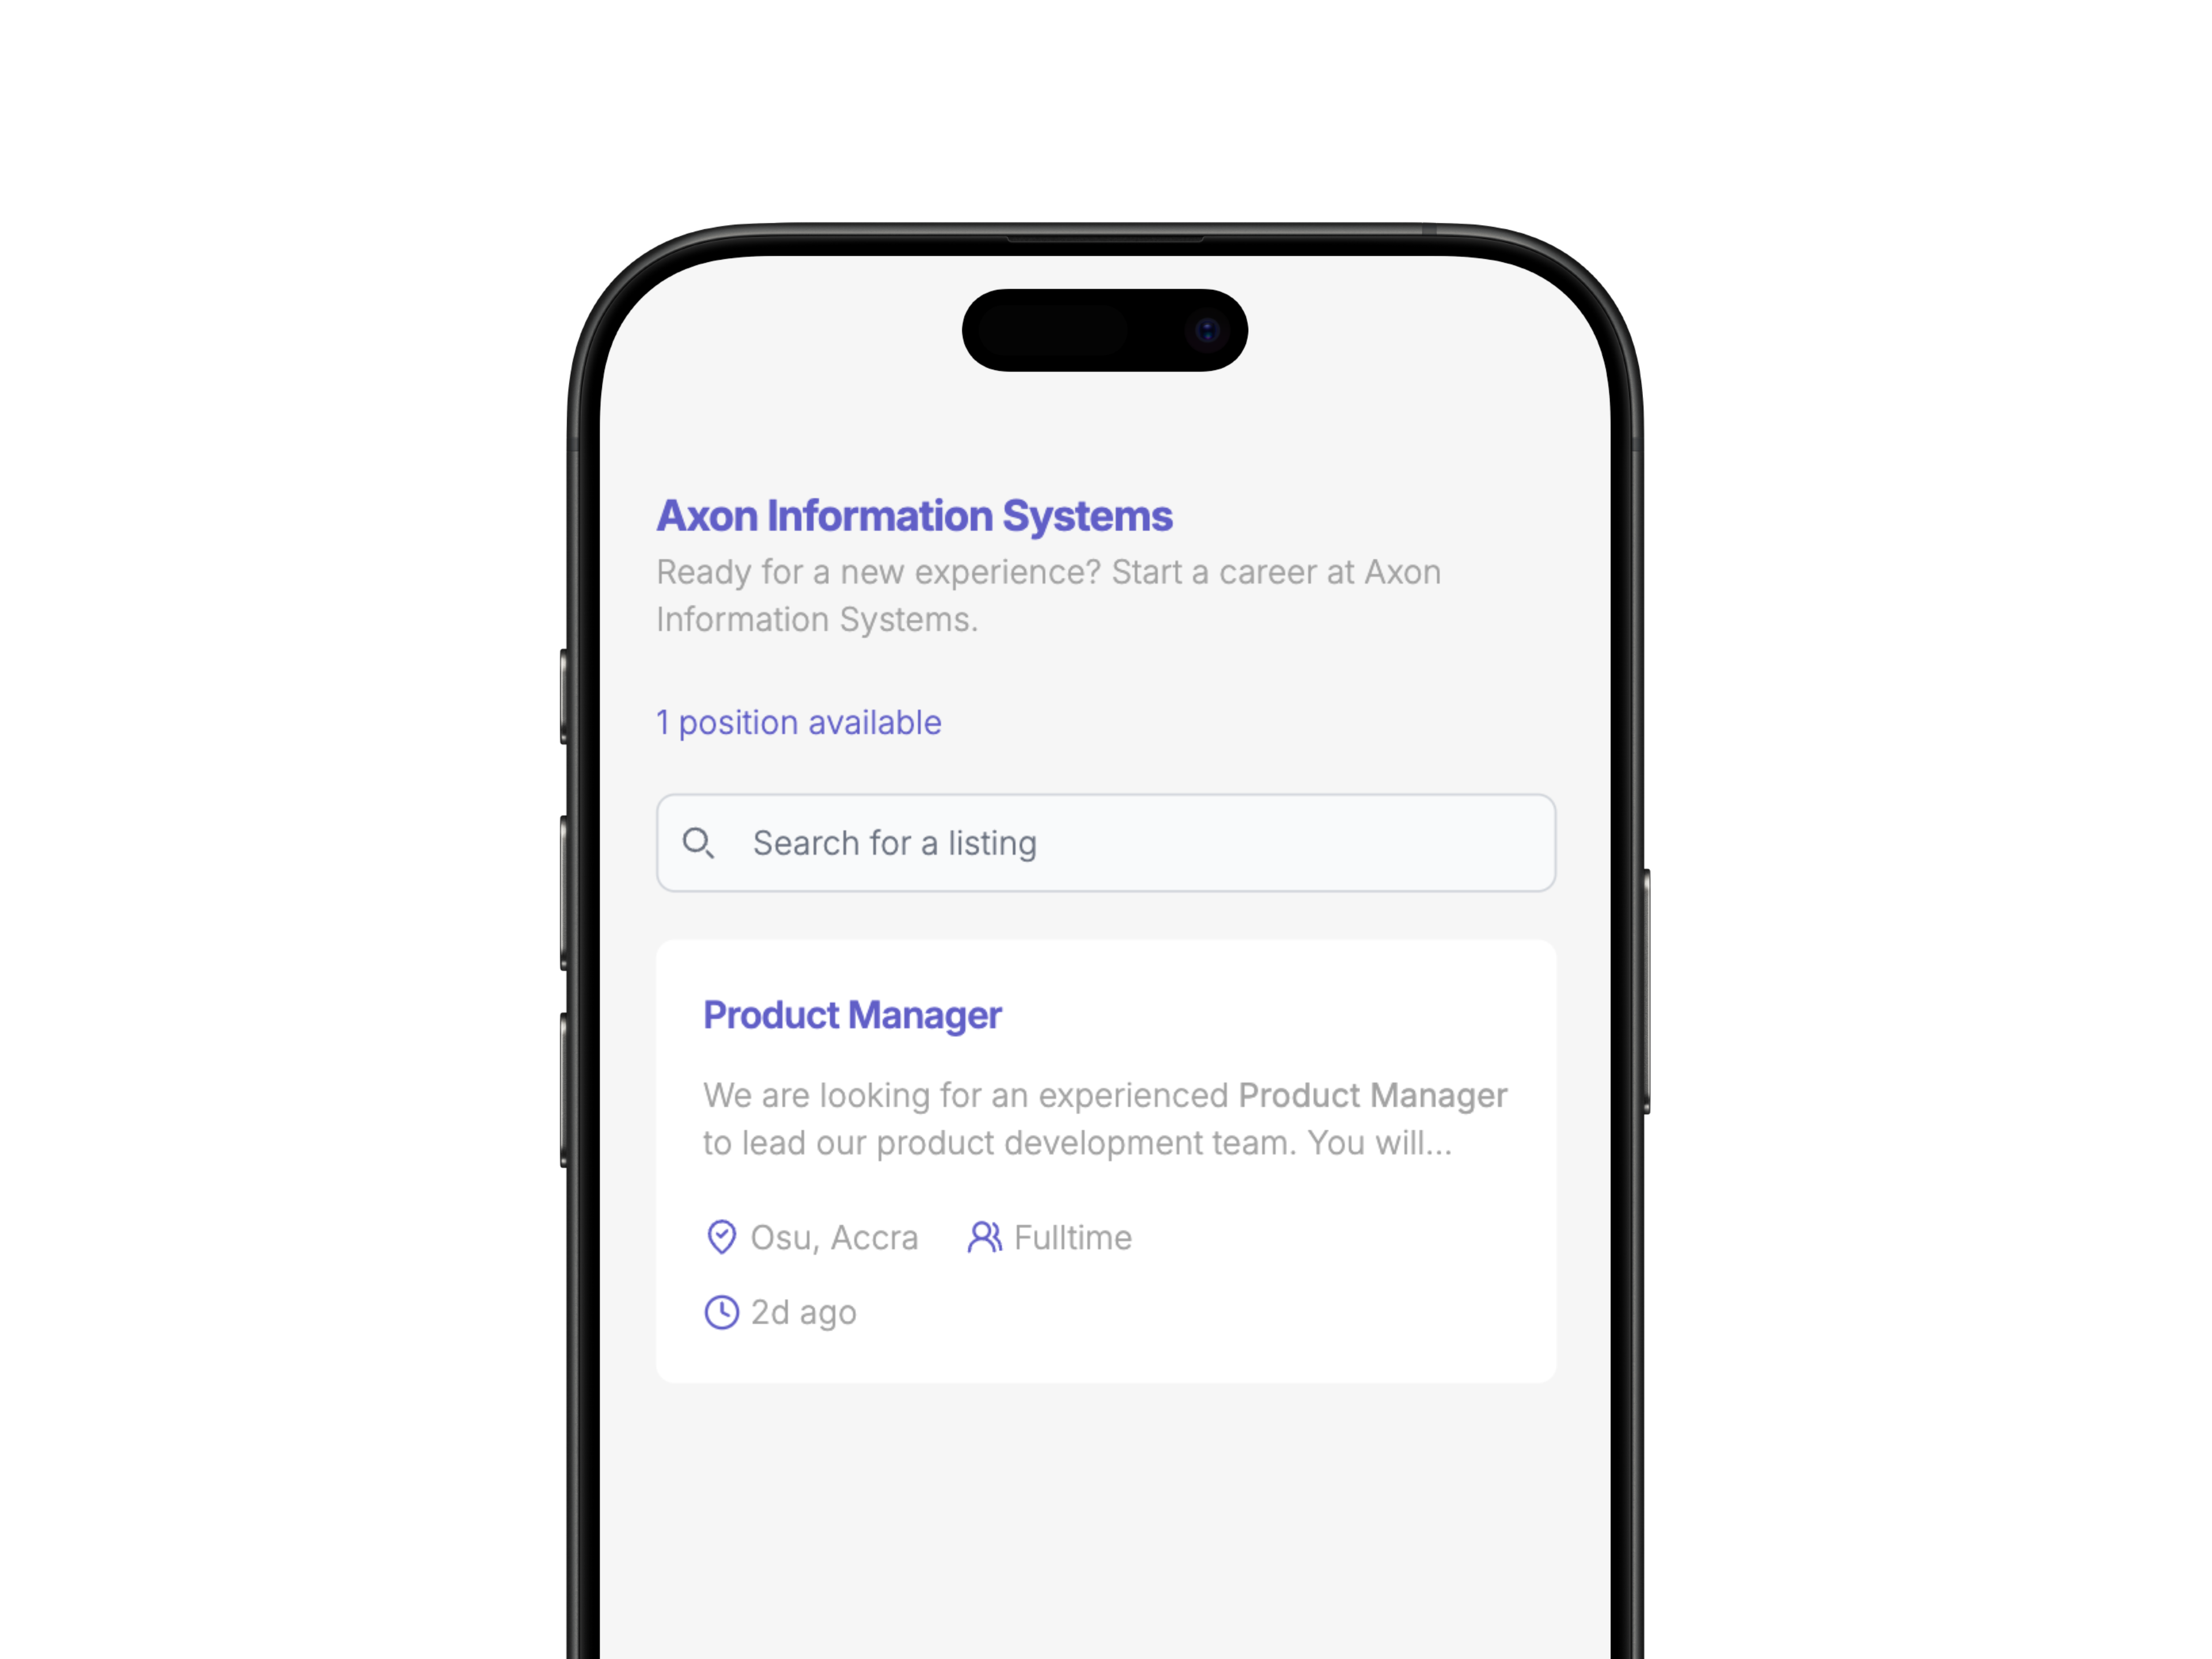 Axon Information Systems
Ready for a new experience? Start a career at Axon
Information Systems.
1 position available
Search for a listing
Product Manager
We are looking for an experienced Product Manager
to lead our product development team. You will...
Osu, Accra Fulltime
2d ago